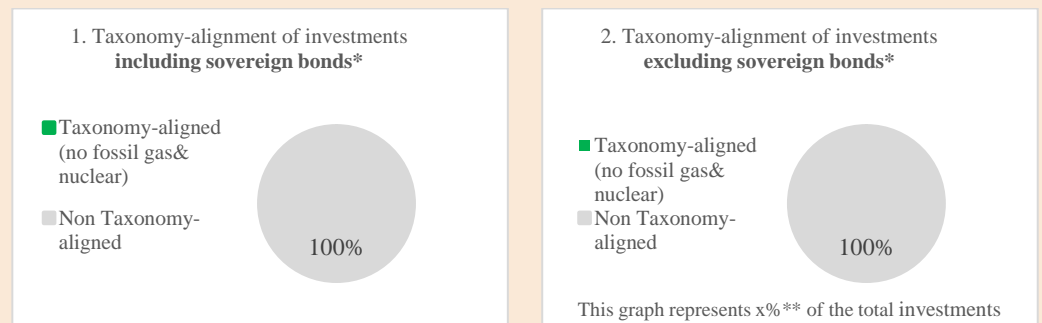 1. Taxonomy-alignment of investments
including sovereign bonds*
Taxonomy-aligned
(no fossil gas&
nuclear)
Non Taxonomy-
aligned
100%
2. Taxonomy-alignment of investments
excluding sovereign bonds*
Taxonomy-aligned
(no fossil gas&
nuclear)
Non Taxonomy-
aligned
100%
This graph represents x%** of the total investments